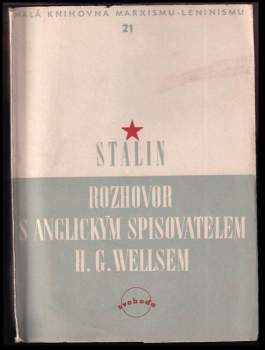 MALÁ KNIHOVNA MARXISMU-LENINISMU
21
STALIN
ROZHOVOR
S ANGLICKÝM SPISOVATELEM
H. G. WELLSEM
svoboda